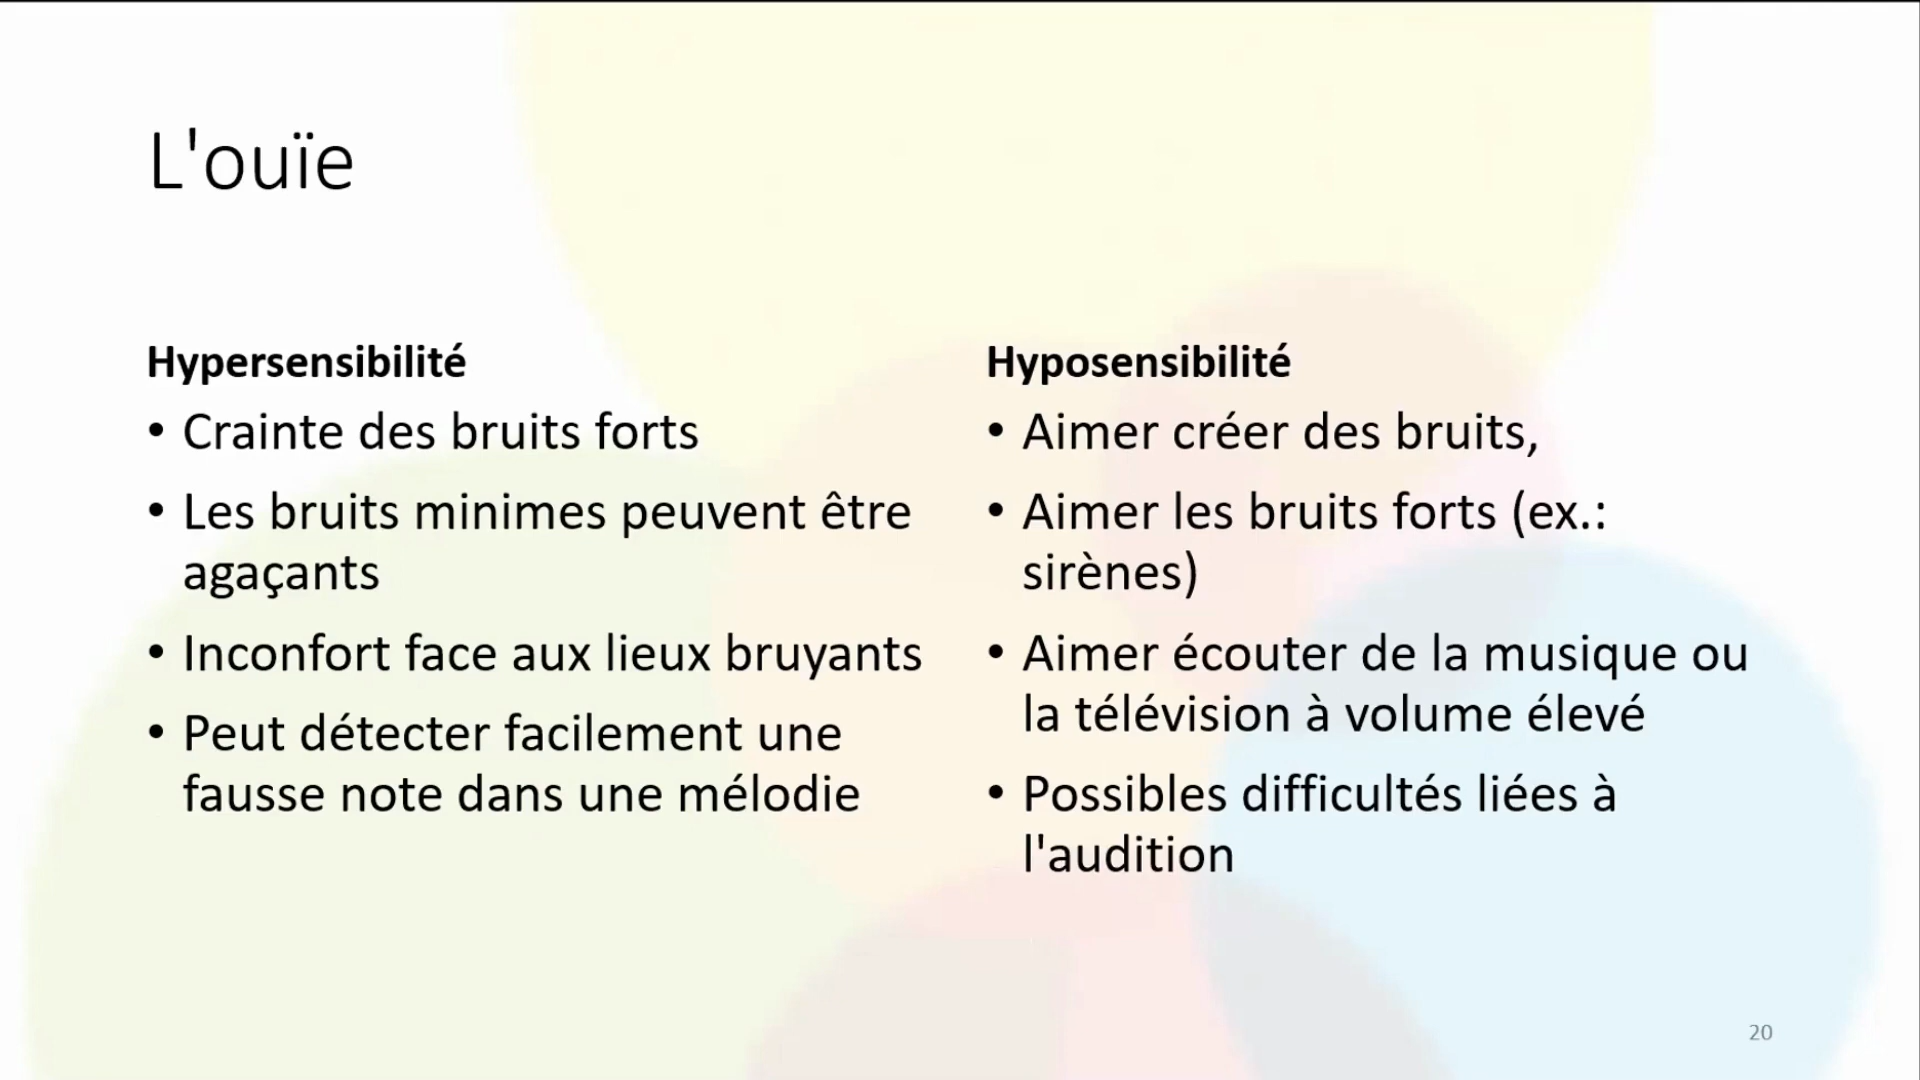 L'ouïe
Hypersensibilité
• Crainte des bruits forts
• Les bruits minimes peuvent être
agaçants
• Inconfort face aux lieux bruyants
• Peut détecter facilement une
fausse note dans une mélodie
Hyposensibilité
• Aimer créer des bruits,
• Aimer les bruits forts (ex.:
sirènes)
• Aimer écouter de la musique ou
la télévision à volume élevé
• Possibles difficultés liées à
l'audition
20